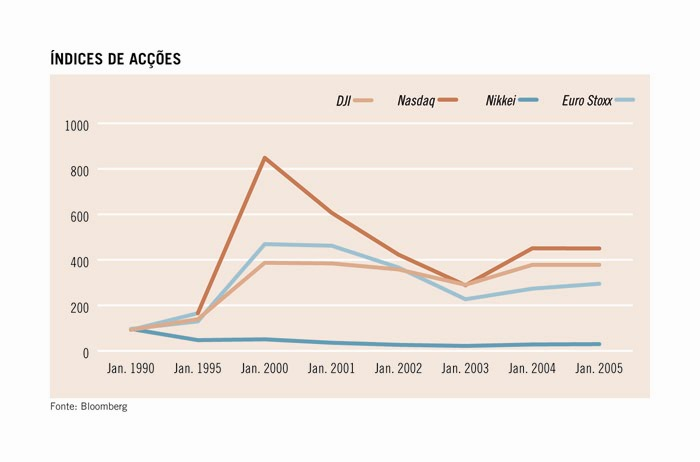 ÍNDICES DE ACÇÕES
DJI Nasdaq Nikkei Euro Stoxx
1000
800
600
400
200
0
Jan. 1990 Jan. 1995 Jan. 2000 Jan. 2001 Jan. 2002 Jan. 2003 Jan. 2004 Jan. 2005
Fonte: Bloomberg